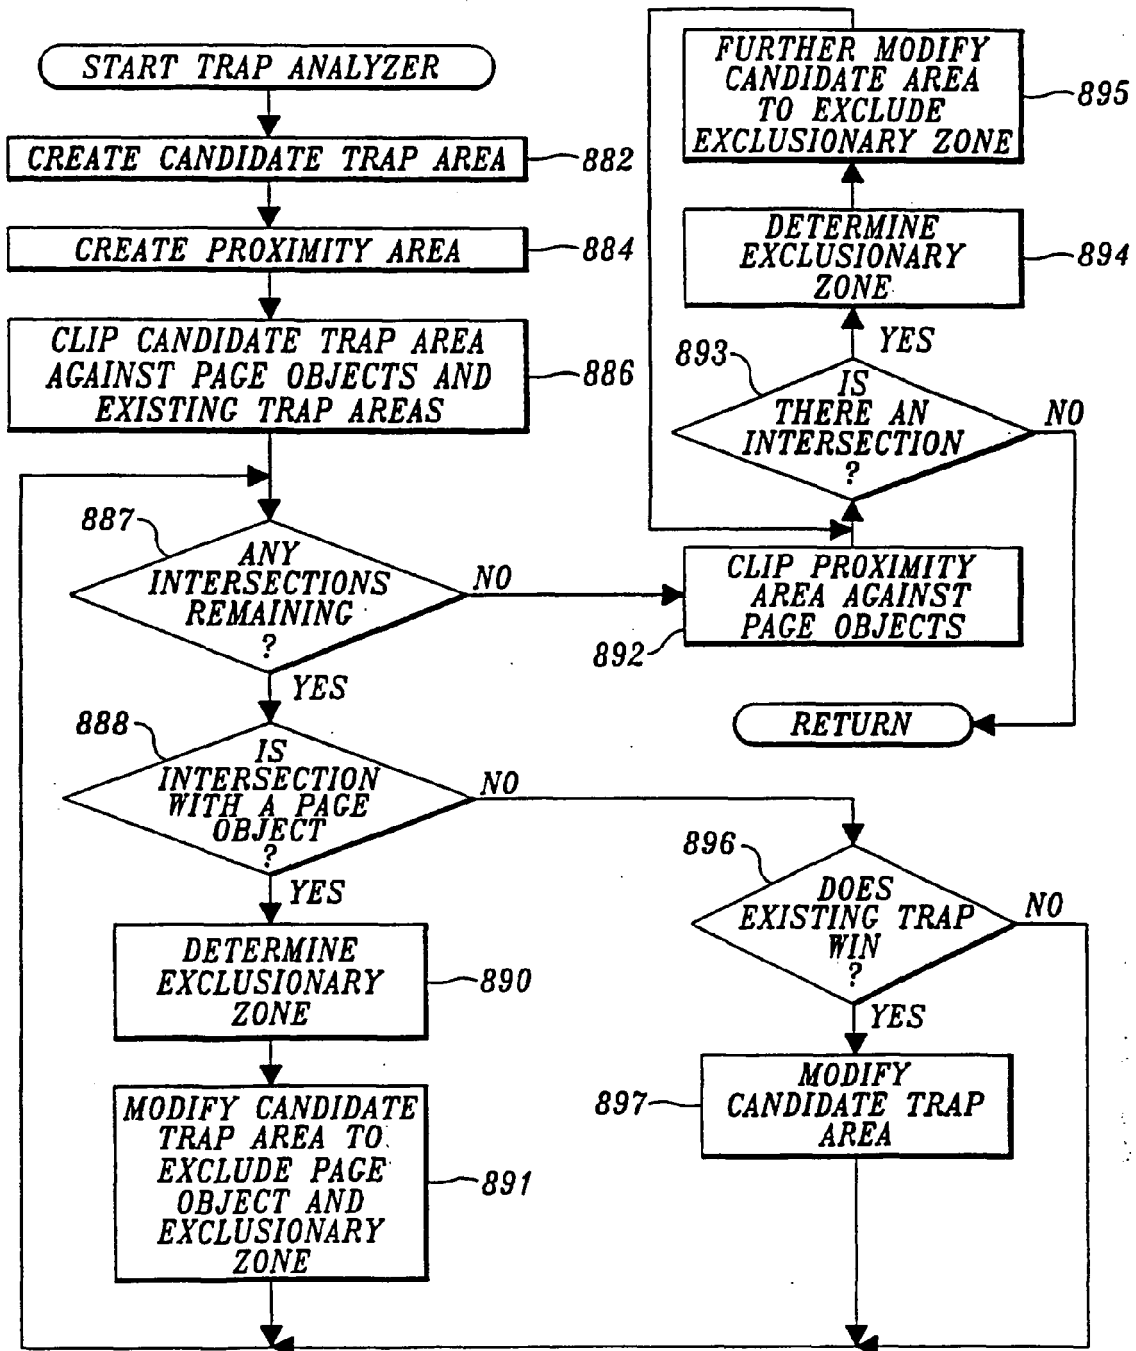 START TRAP ANALYZER
CREATE CANDIDATE TRAP AREA
882
CREATE PROXIMITY AREA
884
CLIP CANDIDATE TRAP AREA
AGAINST PAGE OBJECTS AND
EXISTING TRAP AREAS
886
887
ANY
INTERSECTIONS
REMAINING
?
NO
YES
888
IS
INTERSECTION
WITH A PAGE
OBJECT
?
NO
YES
DETERMINE
EXCLUSIONARY
ZONE
890
MODIFY CANDIDATE
TRAP AREA TO
EXCLUDE PAGE
OBJECT AND
EXCLUSIONARY
ZONE
891
FURTHER MODIFY
CANDIDATE AREA
TO EXCLUDE
EXCLUSIONARY ZONE
895
DETERMINE
EXCLUSIONARY
ZONE
894
YES
893
IS
THERE AN
INTERSECTION
?
NO
CLIP PROXIMITY
AREA AGAINST
PAGE OBJECTS
892
RETURN
896
DOES
EXISTING TRAP
WIN
?
NO
YES
MODIFY
CANDIDATE TRAP
AREA
897